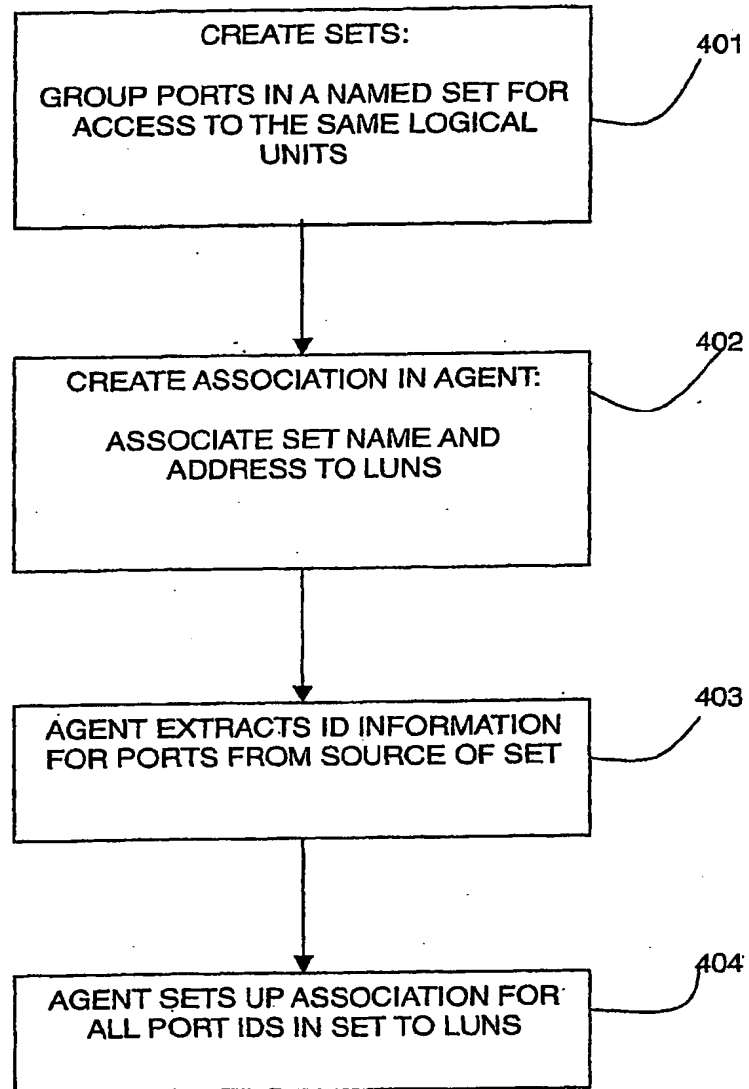 CREATE SETS:
401
GROUP PORTS IN A NAMED SET FOR
ACCESS TO THE SAME LOGICAL
UNITS
402
CREATE ASSOCIATION IN AGENT:
ASSOCIATE SET NAME AND
ADDRESS TO LUNS
403
AGENT EXTRACTS ID INFORMATION
FOR PORTS FROM SOURCE OF SET
404
AGENT SETS UP ASSOCIATION FOR
ALL PORT IDS IN SET TO LUNS